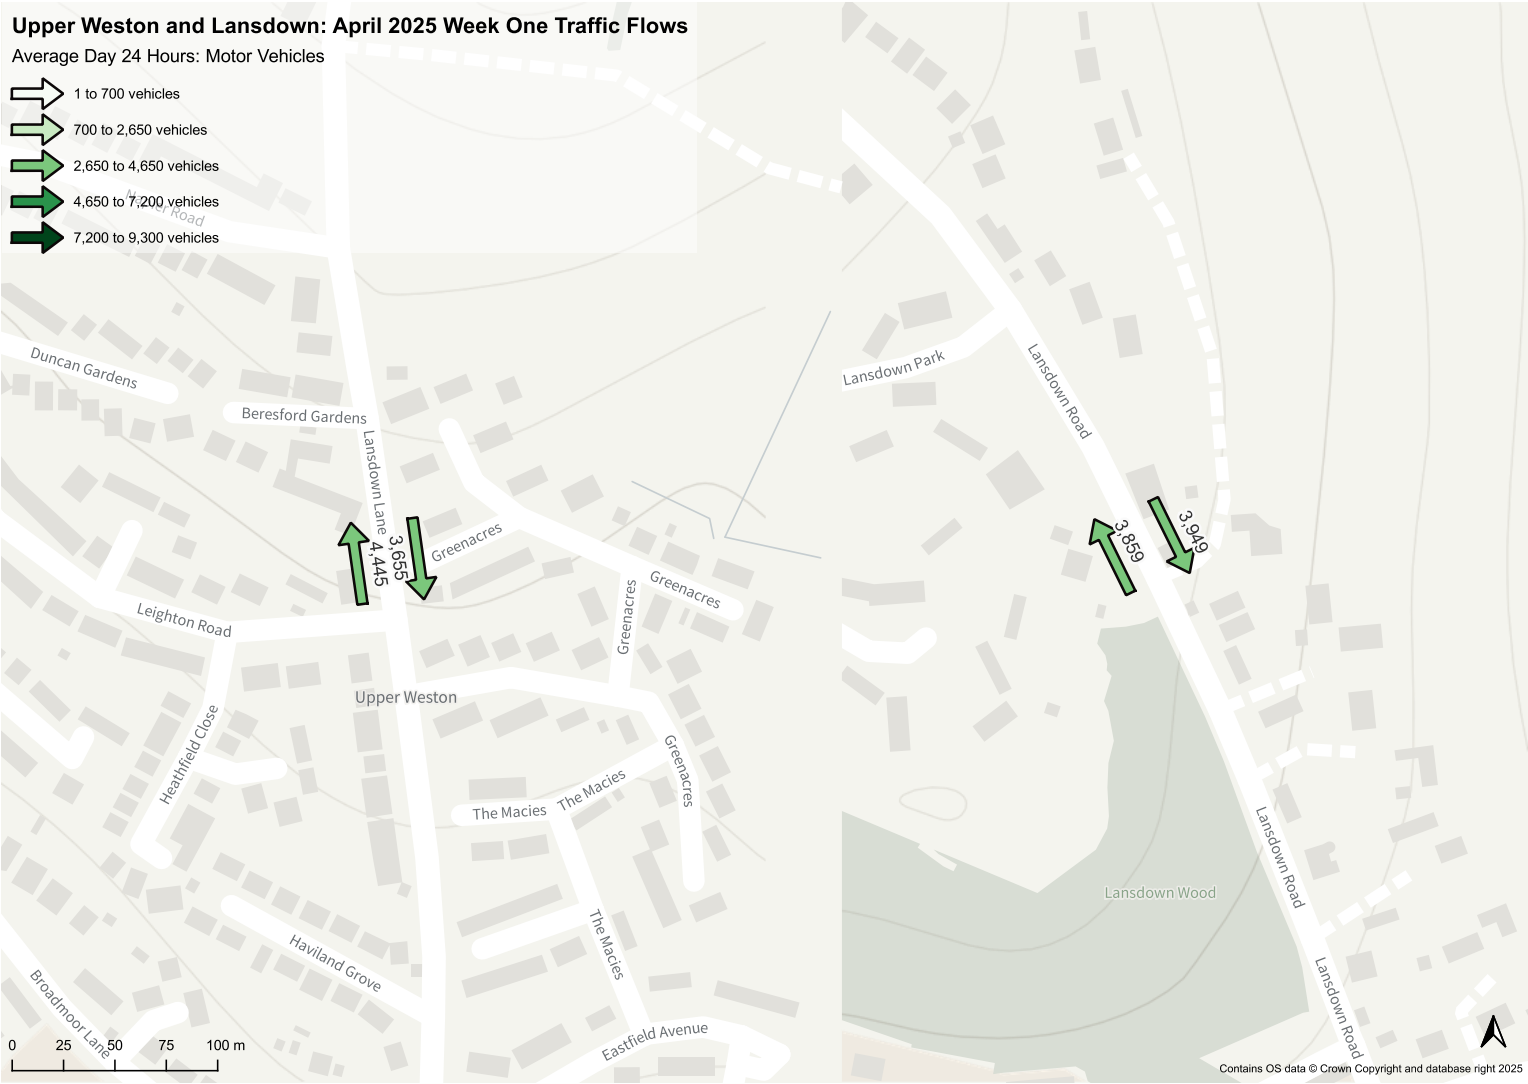 Upper Weston and Lansdown: April 2025 Week One Traffic Flows
Average Day 24 Hours: Motor Vehicles
1 to 700 vehicles
700 to 2,650 vehicles
2,650 to 4,650 vehicles
4,650 to 7,200 vehicles
7,200 to 9,300 vehicles
Napier Road
Duncan Gardens
Beresford Gardens
Lansdown Lane
Greenacres
4,445
3,655
Greenacres
Greenacres
Leighton Road
Upper Weston
Heathfield Close
Greenacres
The Macies
The Macies
The Macies
Haviland Grove
Broadmoor Lane
Eastfield Avenue
0 25 50 75 100 m
Lansdown Park
Lansdown Road
3,859
3,949
Lansdown Road
Lansdown Wood
Lansdown Road
Contains OS data © Crown Copyright and database right 2025